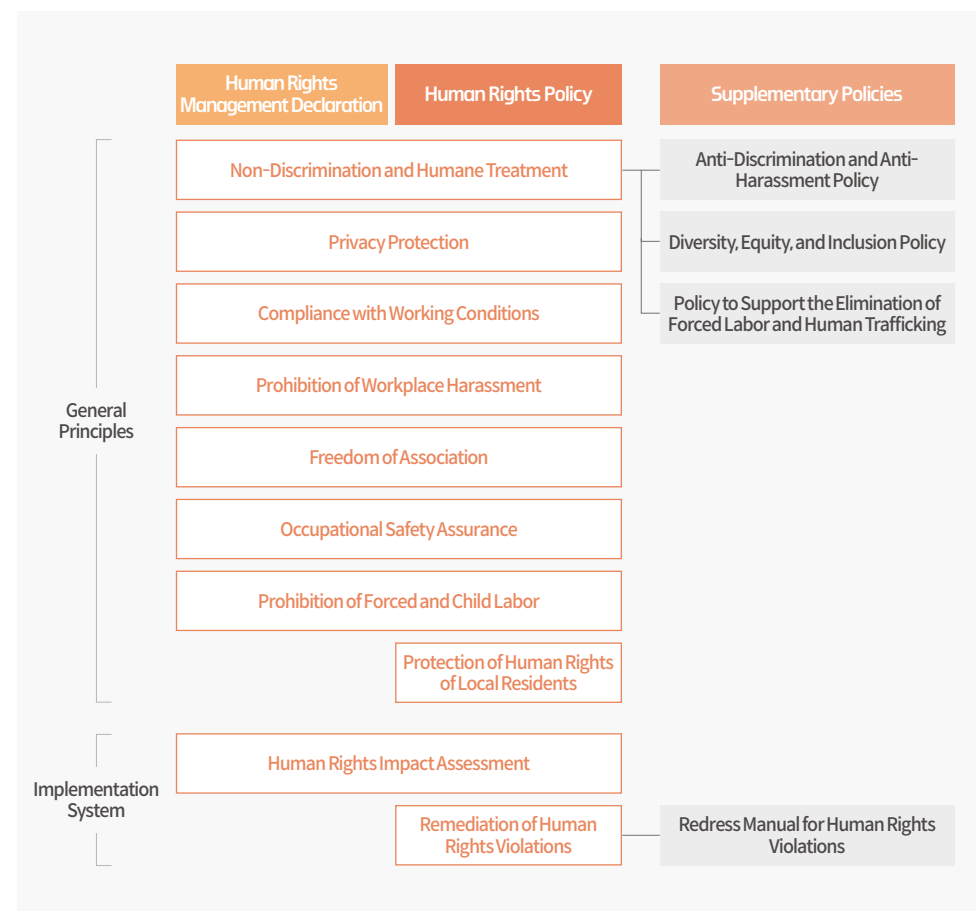 Human Rights
Management Declaration
Human Rights Policy
Supplementary Policies
General
Principles
Non-Discrimination and Humane Treatment
Anti-Discrimination and Anti-
Harassment Policy
Privacy Protection
Diversity, Equity, and Inclusion Policy
Compliance with Working Conditions
Policy to Support the Elimination of
Forced Labor and Human Trafficking
Prohibition of Workplace Harassment
Freedom of Association
Occupational Safety Assurance
Prohibition of Forced and Child Labor
Protection of Human Rights
of Local Residents
Implementation
System
Human Rights Impact Assessment
Remediation of Human
Rights Violations
Redress Manual for Human Rights
Violations